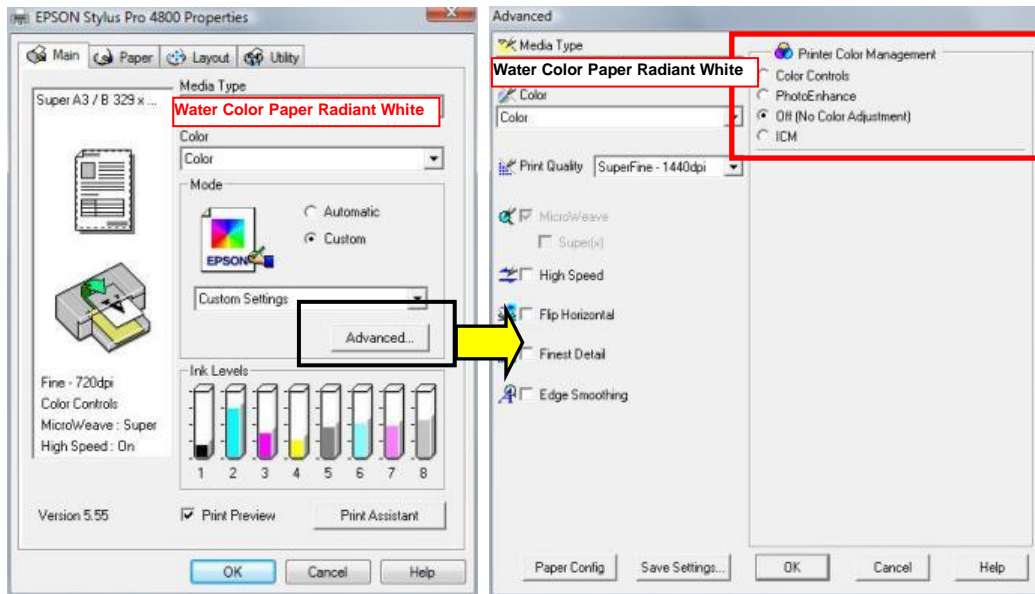 EPSON Stylus Pro 4800 Properties
Main
Paper
Layout
Utility
Super A3 / B 329 x ...
Media Type
Water Color Paper Radiant White
Color
Color
Mode
Automatic
Custom
EPSON
Custom Settings
Advanced...
Fine - 720dpi
Color Controls
MicroWeave : Super
High Speed : On
Ink Levels
1 2 3 4 5 6 7 8
Version 5.55
Print Preview
Print Assistant
OK
Cancel
Help
Advanced
Media Type
Water Color Paper Radiant White
Color
Color
Print Quality
SuperFine - 1440dpi
MicroWeave
Super(x)
High Speed
Flip Horizontal
Finest Detail
Edge Smoothing
Printer Color Management
Color Controls
PhotoEnhance
Off (No Color Adjustment)
ICM
Paper Config
Save Settings...
OK
Cancel
Help